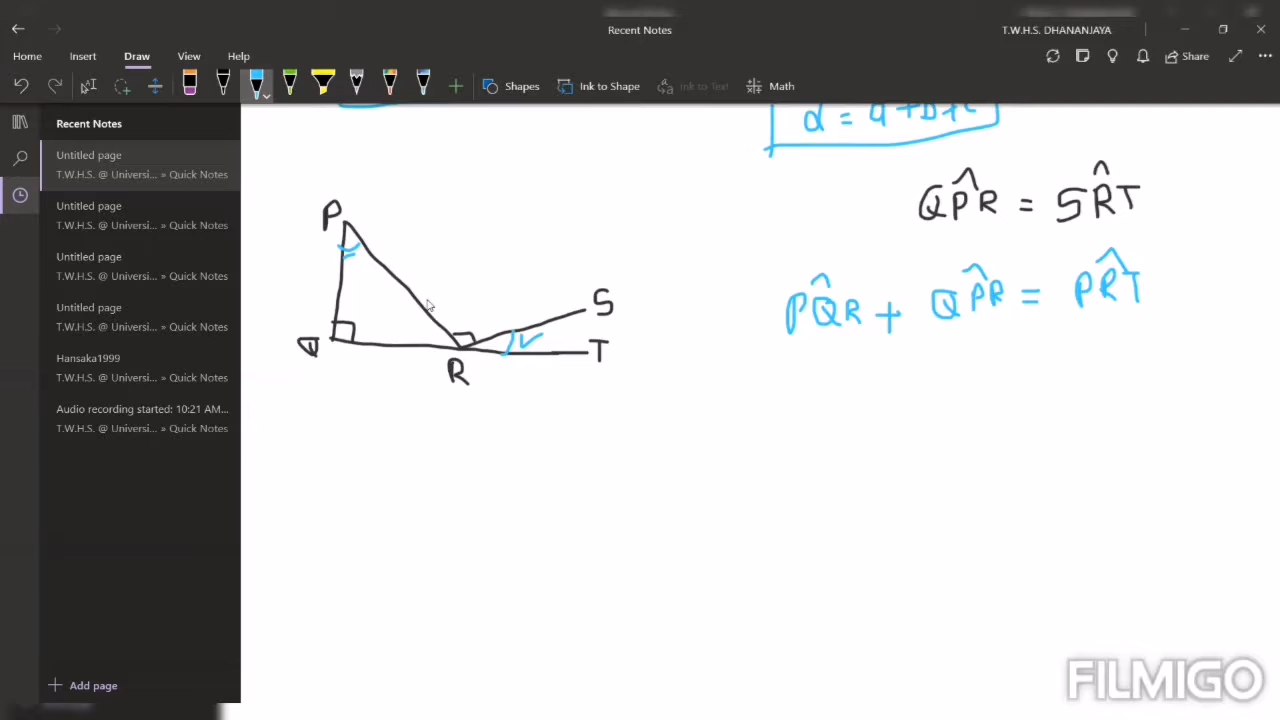 Recent Notes
T.W.H.S. DHANANJAYA
Home Insert Draw View Help
Share
Shapes Ink to Shape Ink to Text Math
Recent Notes
Untitled page
T.W.H.S. @ Universi... » Quick Notes
Untitled page
T.W.H.S. @ Universi... » Quick Notes
Untitled page
T.W.H.S. @ Universi... » Quick Notes
Untitled page
T.W.H.S. @ Universi... » Quick Notes
Hansaka1999
T.W.H.S. @ Universi... » Quick Notes
Audio recording started: 10:21 AM...
T.W.H.S. @ Universi... » Quick Notes
Add page
d = a+b+c
QP̂R = SR̂T
PQ̂R + QP̂R = PR̂T
P
S
Q
T
R
FILMIGO